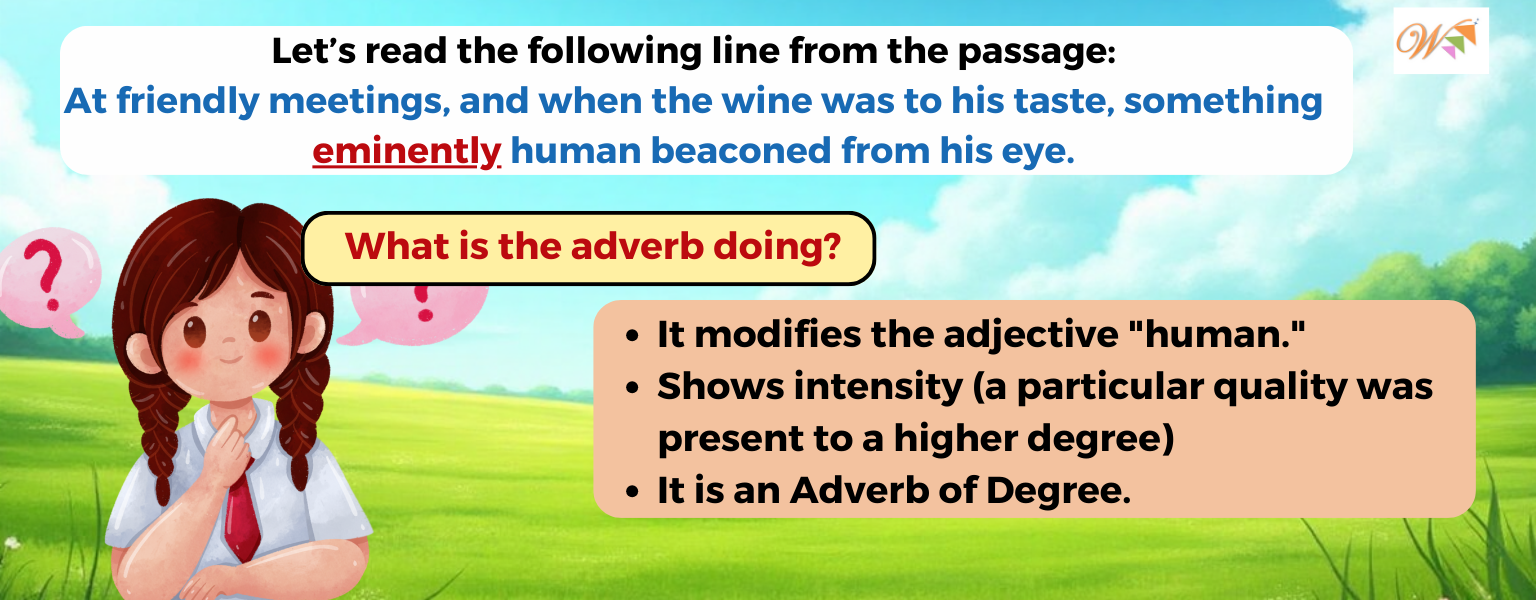 Let’s read the following line from the passage:
At friendly meetings, and when the wine was to his taste, something
eminently human beaconed from his eye.
W
?
What is the adverb doing?
?
• It modifies the adjective "human."
• Shows intensity (a particular quality was
present to a higher degree)
• It is an Adverb of Degree.